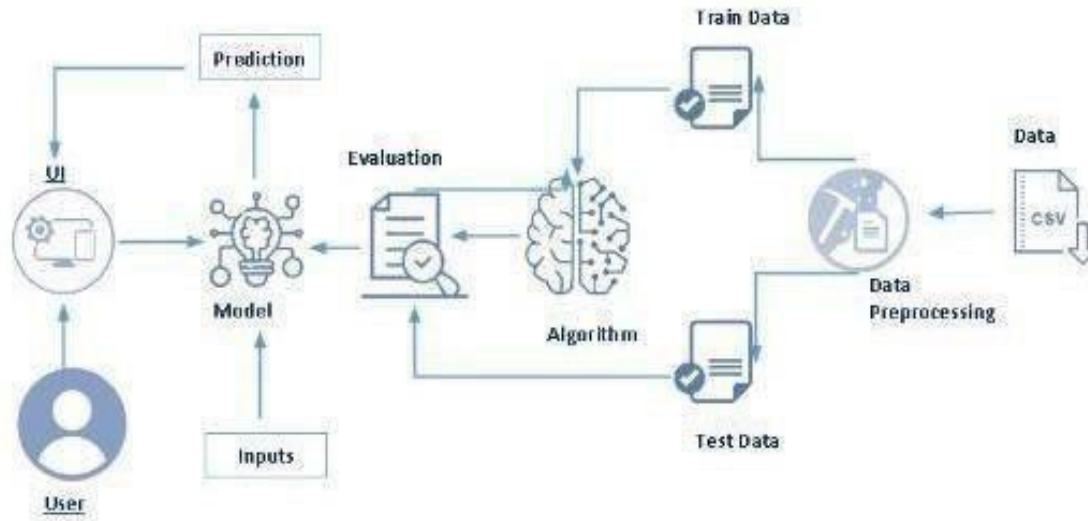 Train Data
Prediction
Data
Evaluation
UI
CSV
Data
Preprocessing
Model
Algorithm
Test Data
Inputs
User